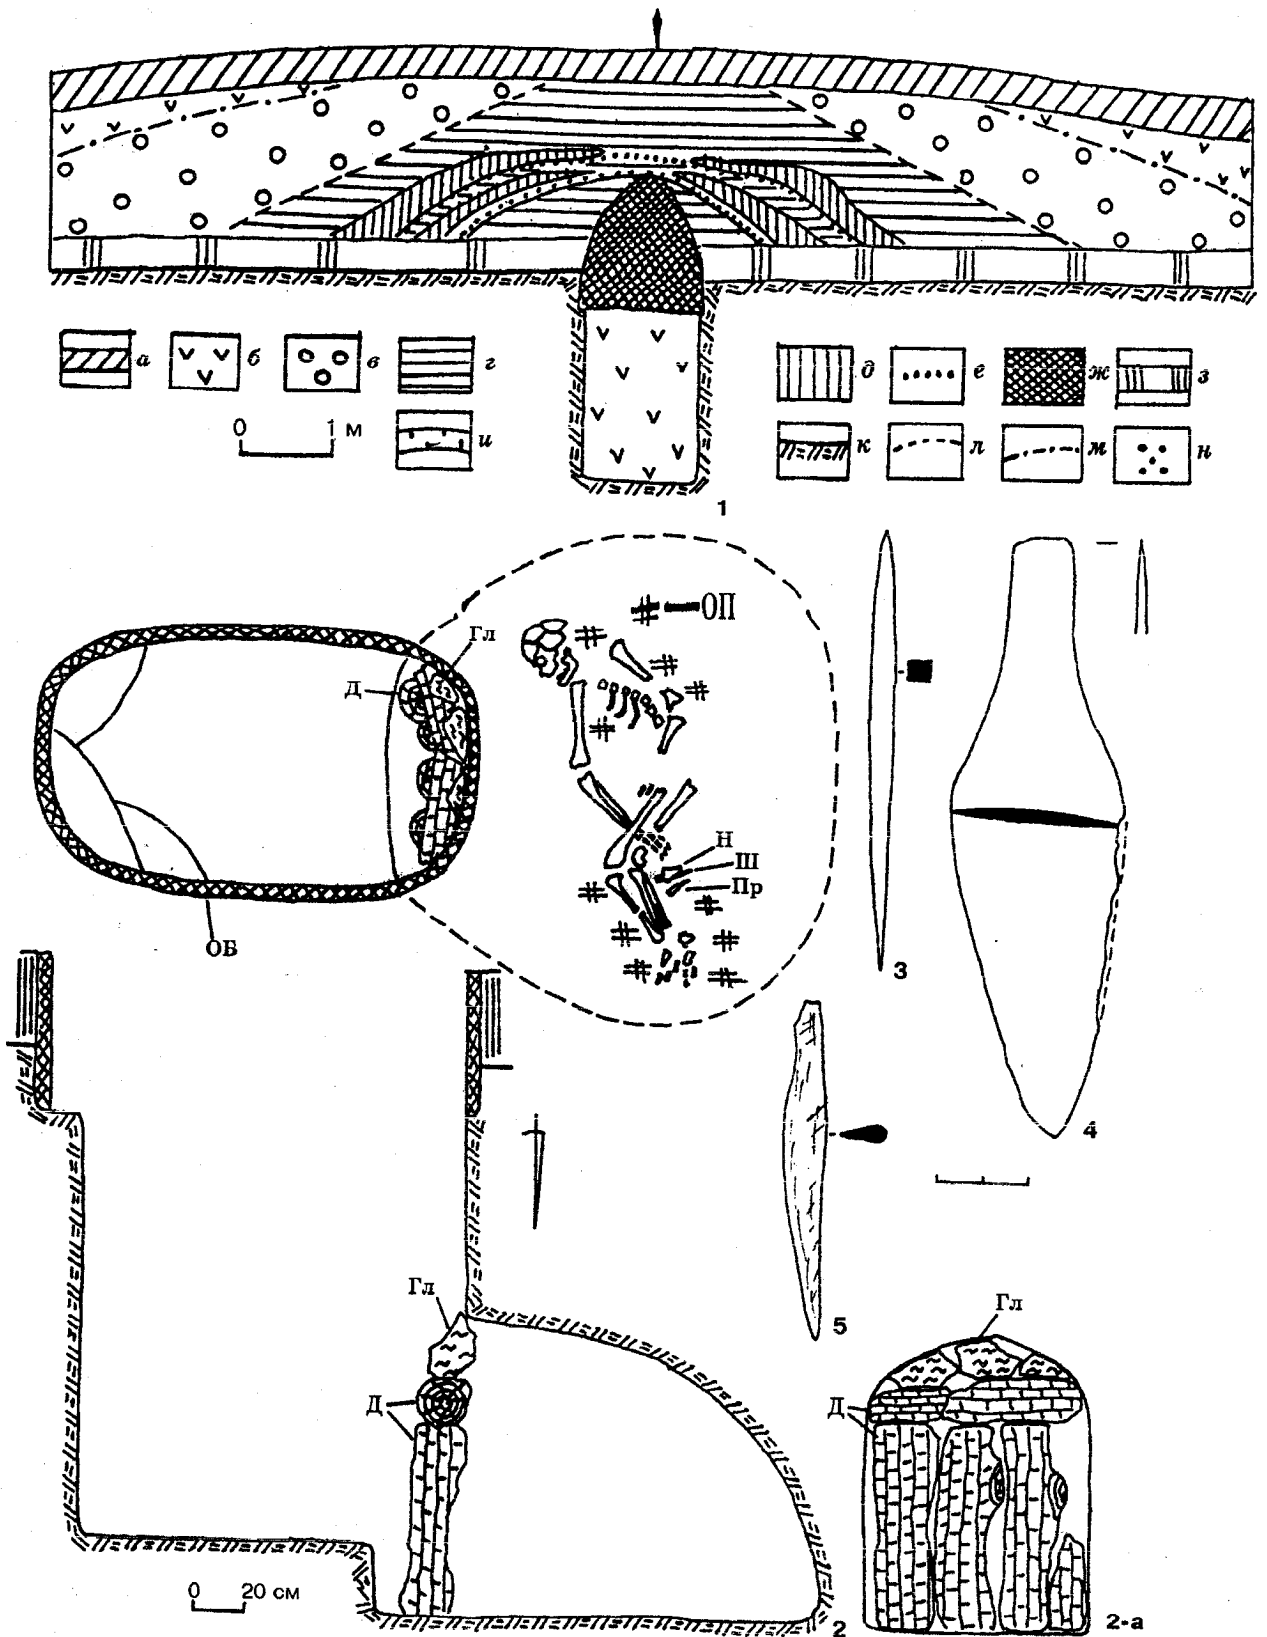 а б в г д е ж з
0 1 м и к л м н
1
ОП
Гл
Д
Н
Ш
Пр
ОБ
3
4
5
Гл
Гл
Д
Д
0 20 см
2
2-а